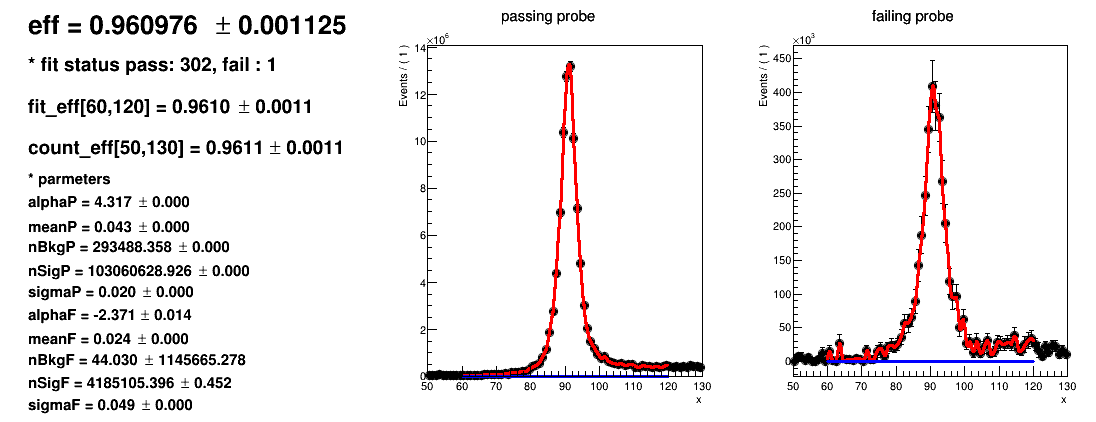 eff = 0.960976 ± 0.001125
* fit status pass: 302, fail : 1
fit_eff[60,120] = 0.9610 ± 0.0011
count_eff[50,130] = 0.9611 ± 0.0011
* parmeters
alphaP = 4.317 ± 0.000
meanP = 0.043 ± 0.000
nBkgP = 293488.358 ± 0.000
nSigP = 103060628.926 ± 0.000
sigmaP = 0.020 ± 0.000
alphaF = -2.371 ± 0.014
meanF = 0.024 ± 0.000
nBkgF = 44.030 ± 1145665.278
nSigF = 4185105.396 ± 0.452
sigmaF = 0.049 ± 0.000
passing probe
×10⁶
Events / ( 1 )
14
12
10
8
6
4
2
0
50 60 70 80 90 100 110 120 130
x
failing probe
×10³
Events / ( 1 )
450
400
350
300
250
200
150
100
50
0
50 60 70 80 90 100 110 120 130
x